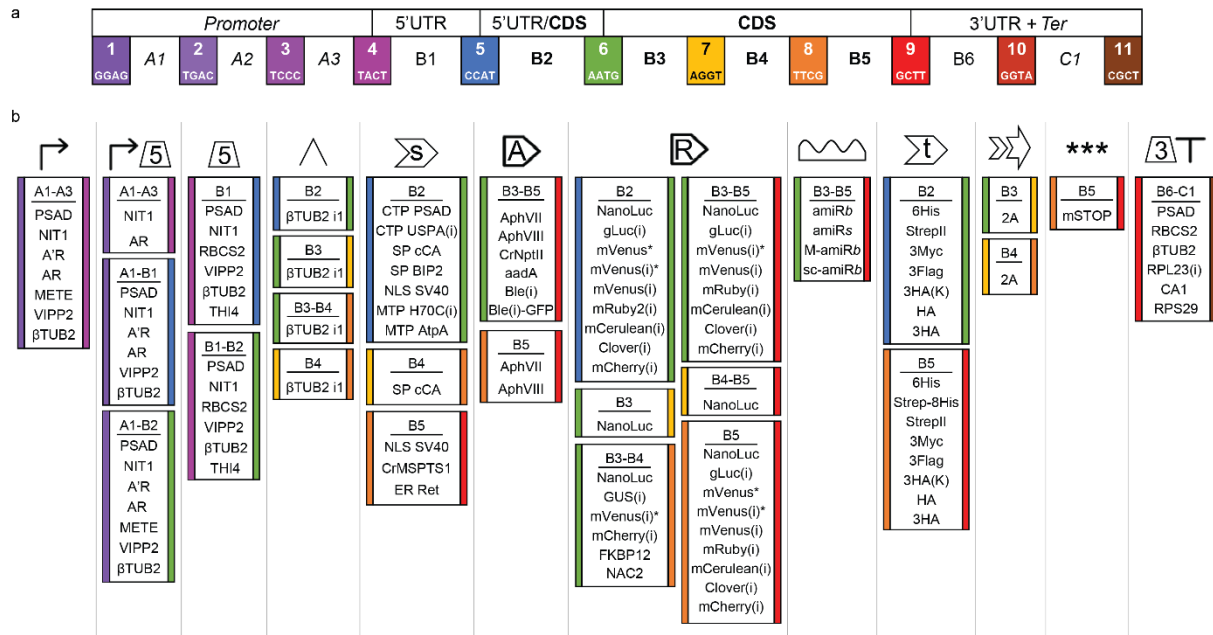 a
Promoter 5'UTR 5'UTR/CDS CDS 3'UTR + Ter
1 A1 2 A2 3 A3 4 B1 5 B2 6 B3 7 B4 8 B5 9 B6 10 C1 11
GGAG TGAC TCCC TACT CCAT AATG AGGT TTCG GCTT GGTA CGCT
b
5
5
s
A
R
t
***
3
A1-A3
PSAD
NIT1
A'R
AR
METE
VIPP2
βTUB2
A1-A3
NIT1
AR
A1-B1
PSAD
NIT1
A'R
AR
VIPP2
βTUB2
A1-B2
PSAD
NIT1
A'R
AR
METE
VIPP2
βTUB2
B1
PSAD
NIT1
RBCS2
VIPP2
βTUB2
THI4
B1-B2
PSAD
NIT1
RBCS2
VIPP2
βTUB2
THI4
B2
βTUB2 i1
B3
βTUB2 i1
B3-B4
βTUB2 i1
B4
βTUB2 i1
B2
CTP PSAD
CTP USPA(i)
SP cCA
SP BIP2
NLS SV40
MTP H70C(i)
MTP AtpA
B4
SP cCA
B5
NLS SV40
CrMSPTS1
ER Ret
B3-B5
AphVII
AphVIII
CrNptII
aadA
Ble(i)
Ble(i)-GFP
B5
AphVII
AphVIII
B2
NanoLuc
gLuc(i)
mVenus*
mVenus(i)*
mVenus(i)
mRuby2(i)
mCerulean(i)
Clover(i)
mCherry(i)
B3
NanoLuc
B3-B4
NanoLuc
GUS(i)
mVenus(i)*
mCherry(i)
FKBP12
NAC2
B3-B5
NanoLuc
gLuc(i)
mVenus(i)*
mVenus(i)
mRuby(i)
mCerulean(i)
Clover(i)
mCherry(i)
B4-B5
NanoLuc
B5
NanoLuc
gLuc(i)
mVenus*
mVenus(i)*
mVenus(i)
mRuby(i)
mCerulean(i)
Clover(i)
mCherry(i)
B3-B5
amiRb
amiRs
M-amiRb
sc-amiRb
B2
6His
StrepII
3Myc
3Flag
3HA(K)
HA
3HA
B5
6His
Strep-8His
StrepII
3Myc
3Flag
3HA(K)
HA
3HA
B3
2A
B4
2A
B5
mSTOP
B6-C1
PSAD
RBCS2
βTUB2
RPL23(i)
CA1
RPS29